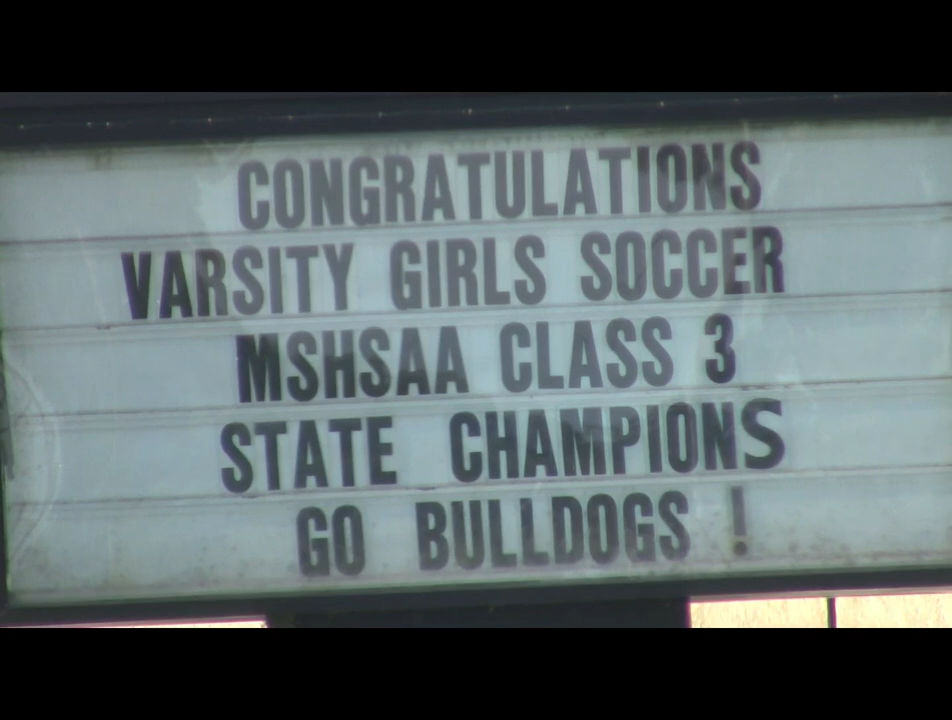 CONGRATULATIONS
VARSITY GIRLS SOCCER
MSHSAA CLASS 3
STATE CHAMPIONS
GO BULLDOGS !